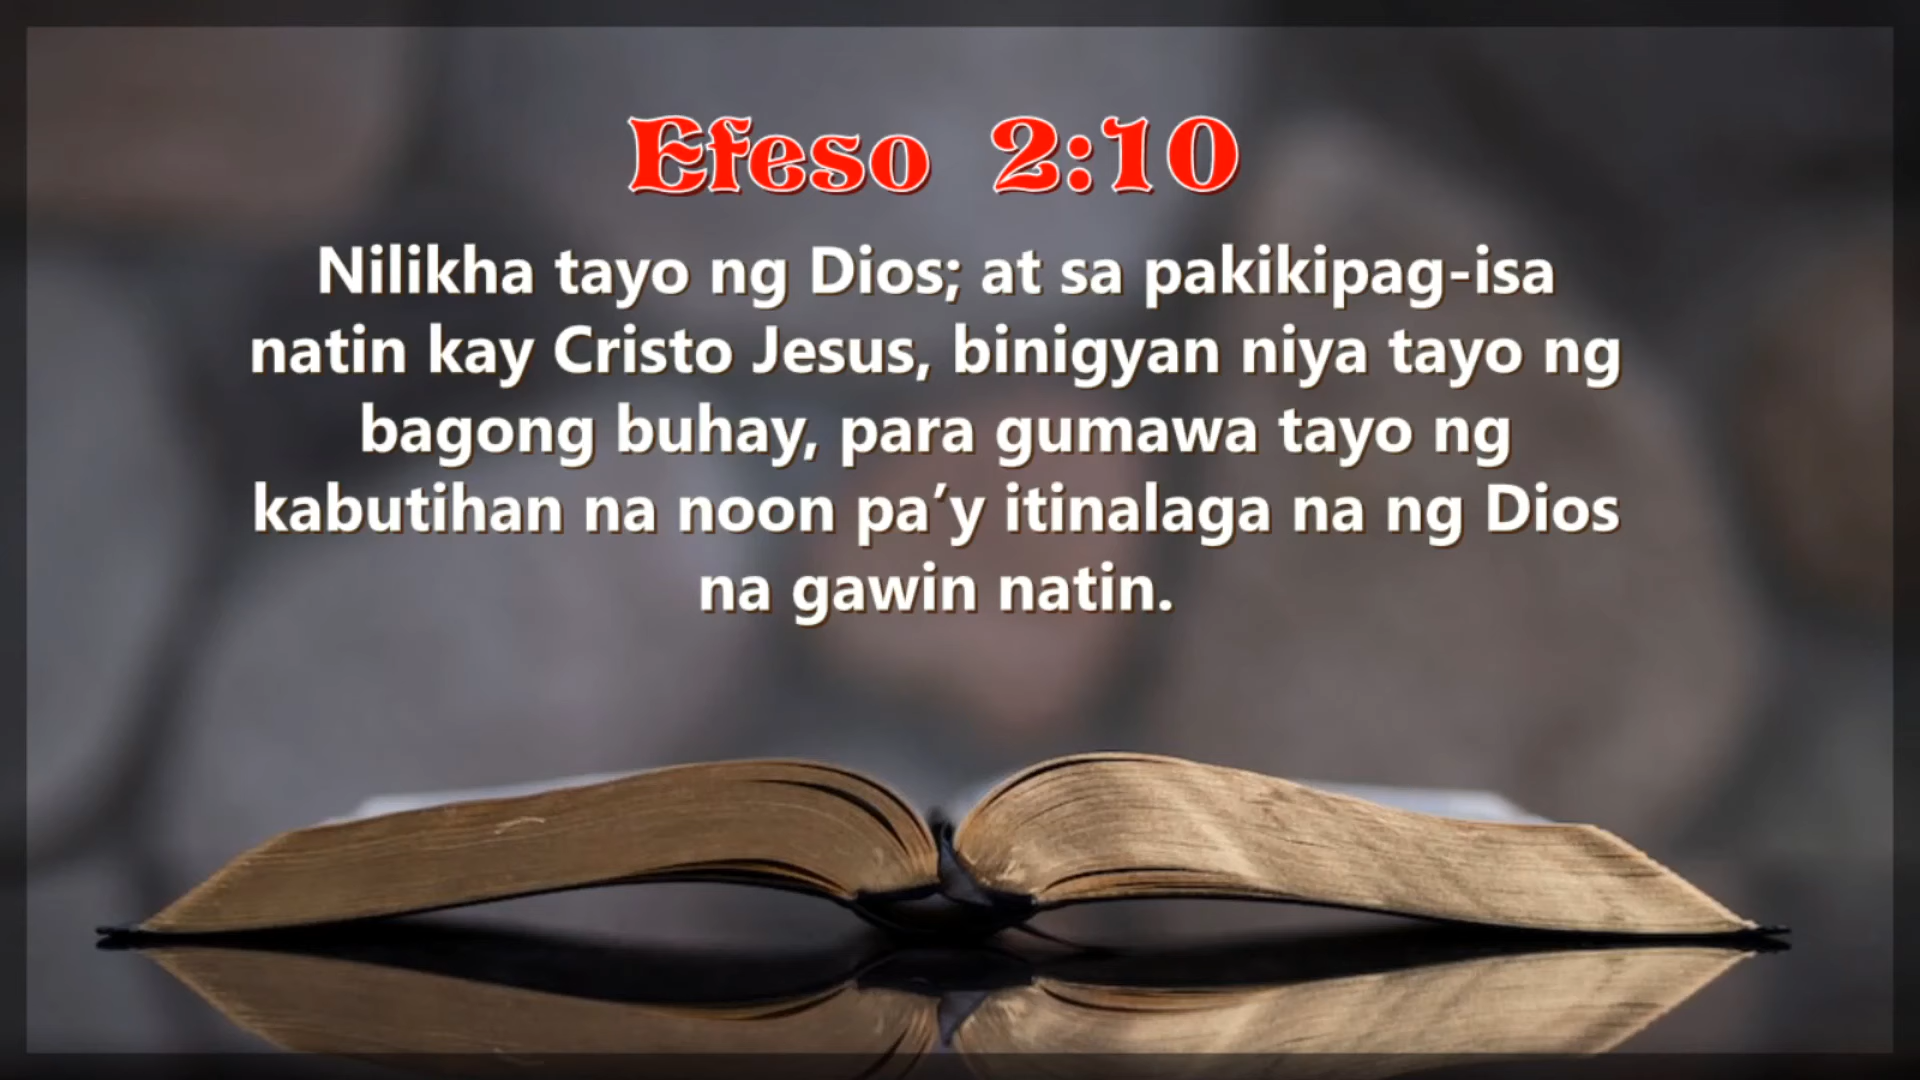 Efeso 2:10
Nilikha tayo ng Dios; at sa pakikipag-isa
natin kay Cristo Jesus, binigyan niya tayo ng
bagong buhay, para gumawa tayo ng
kabutihan na noon pa’y itinalaga na ng Dios
na gawin natin.